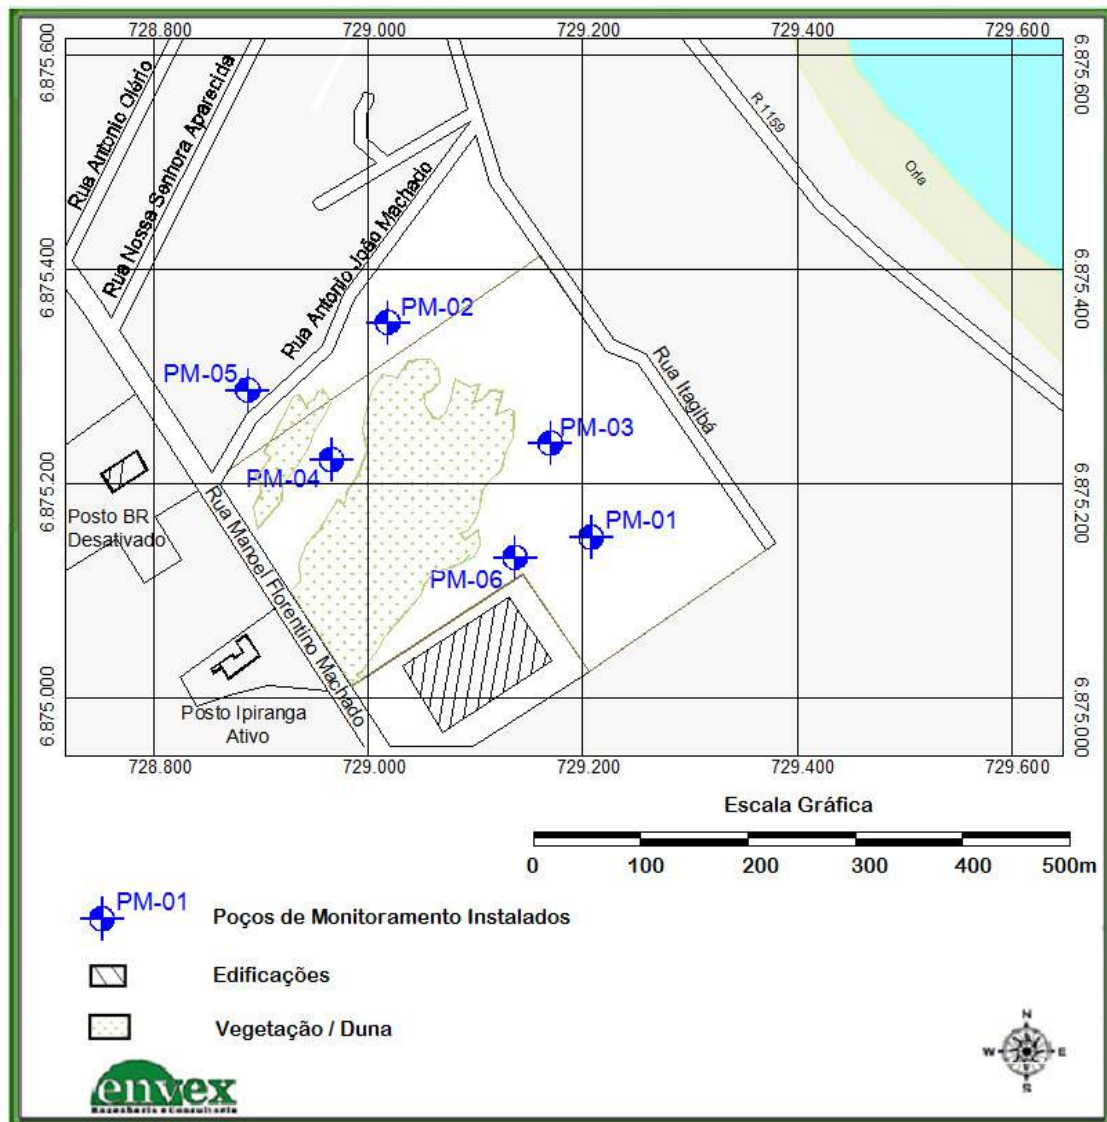 728.800
729.000
729.200
729.400
729.600
6.875.600
6.875.600
Rua Antonio Olário
Rua Nossa Senhora Aparecida
R 1159
Orla
Rua Antonio João Machado
6.875.400
6.875.400
PM-02
PM-05
Rua Itagibá
PM-03
PM-04
6.875.200
6.875.200
Posto BR
Desativado
Rua Manoel Florentino Machado
PM-01
PM-06
6.875.000
6.875.000
Posto Ipiranga
Ativo
728.800
729.000
729.200
729.400
729.600
Escala Gráfica
0
100
200
300
400
500m
PM-01
Poços de Monitoramento Instalados
Edificações
Vegetação / Duna
N
W
E
S
envex
Engenharia e Consultoria